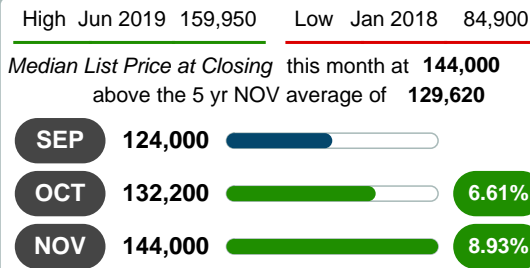 High Jun 2019 159,950 Low Jan 2018 84,900
Median List Price at Closing this month at 144,000
above the 5 yr NOV average of 129,620
SEP 124,000
OCT 132,200 6.61%
NOV 144,000 8.93%